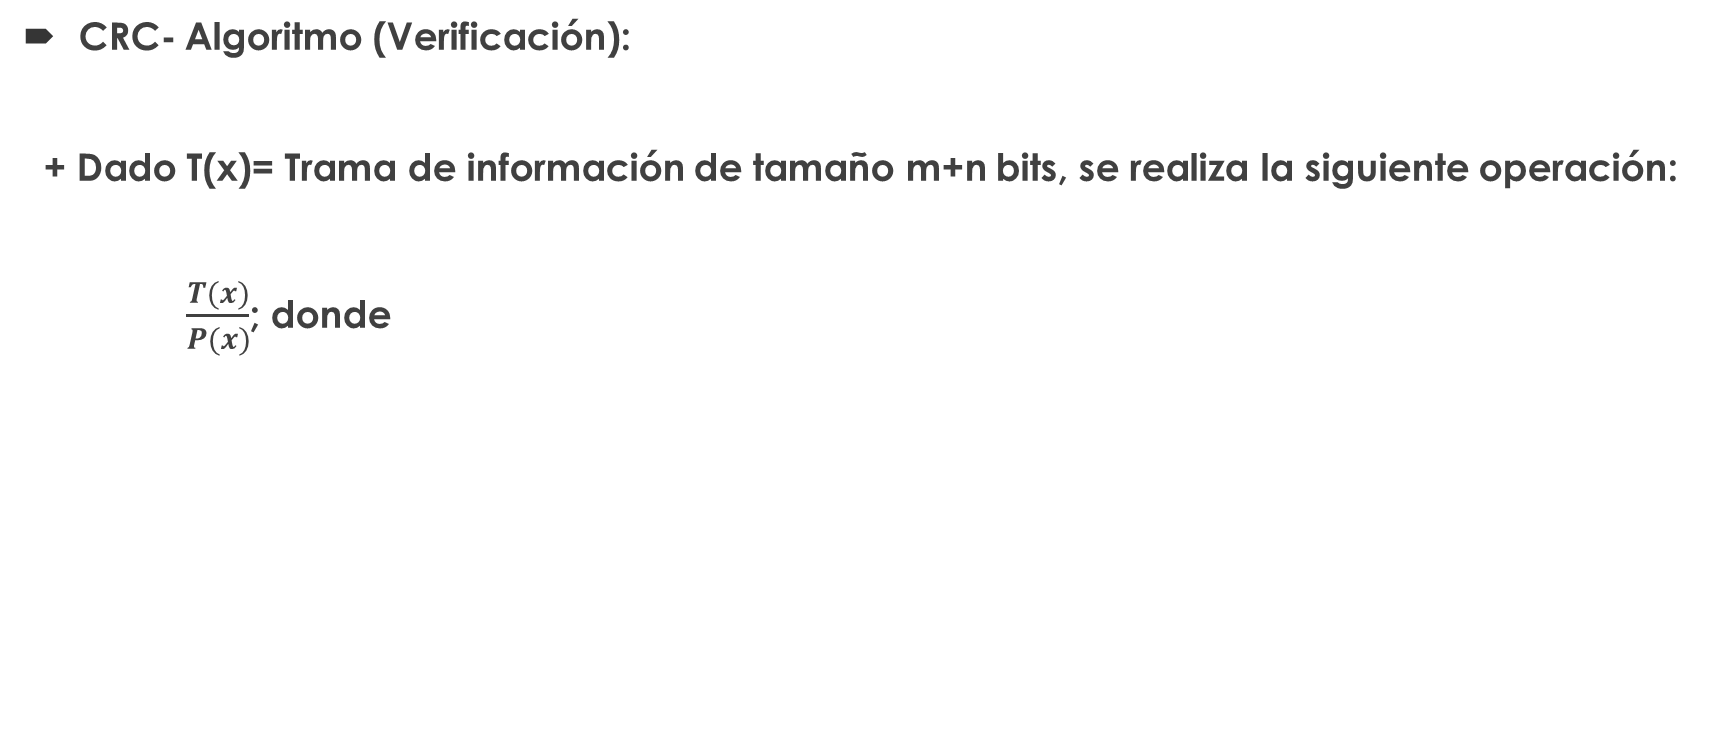 CRC- Algoritmo (Verificación):
+ Dado T(x)= Trama de información de tamaño m+n bits, se realiza la siguiente operación:
T(x)/P(x); donde